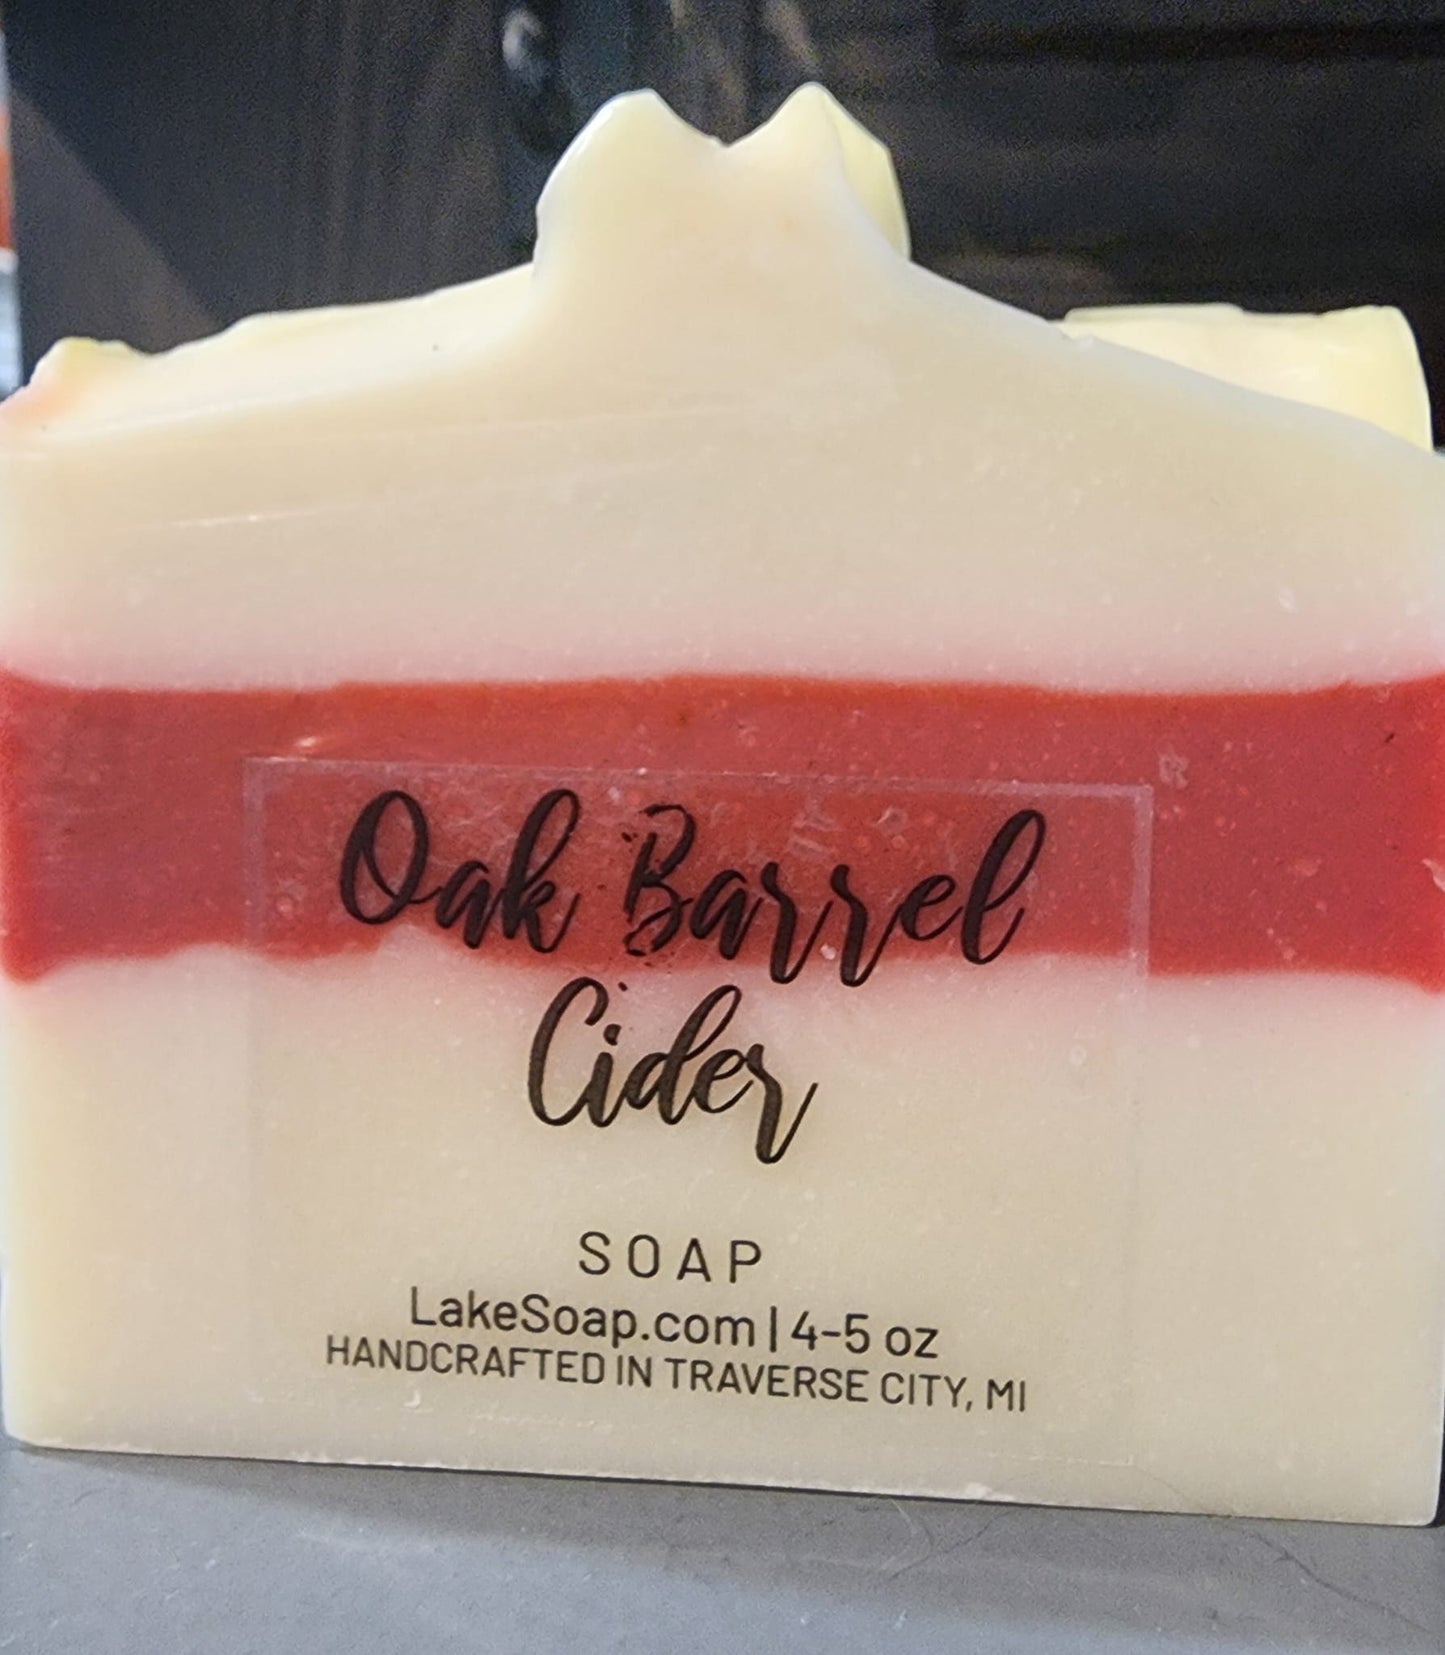 Oak Barrel
Cider
SOAP
LakeSoap.com | 4-5 oz
HANDCRAFTED IN TRAVERSE CITY, MI